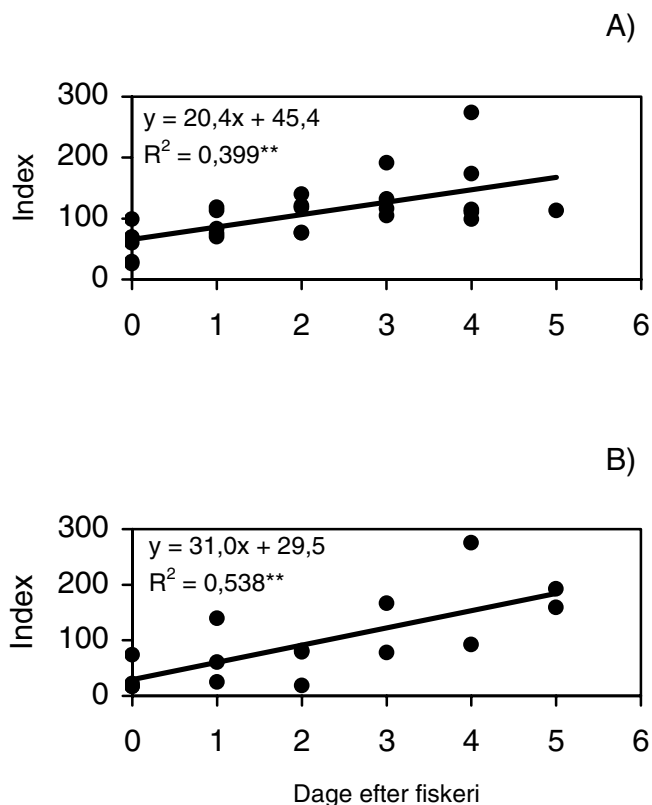 A)
300
y = 20,4x + 45,4
R² = 0,399**
200
Index
100
0
0 1 2 3 4 5 6
B)
300
y = 31,0x + 29,5
R² = 0,538**
200
Index
100
0
0 1 2 3 4 5 6
Dage efter fiskeri